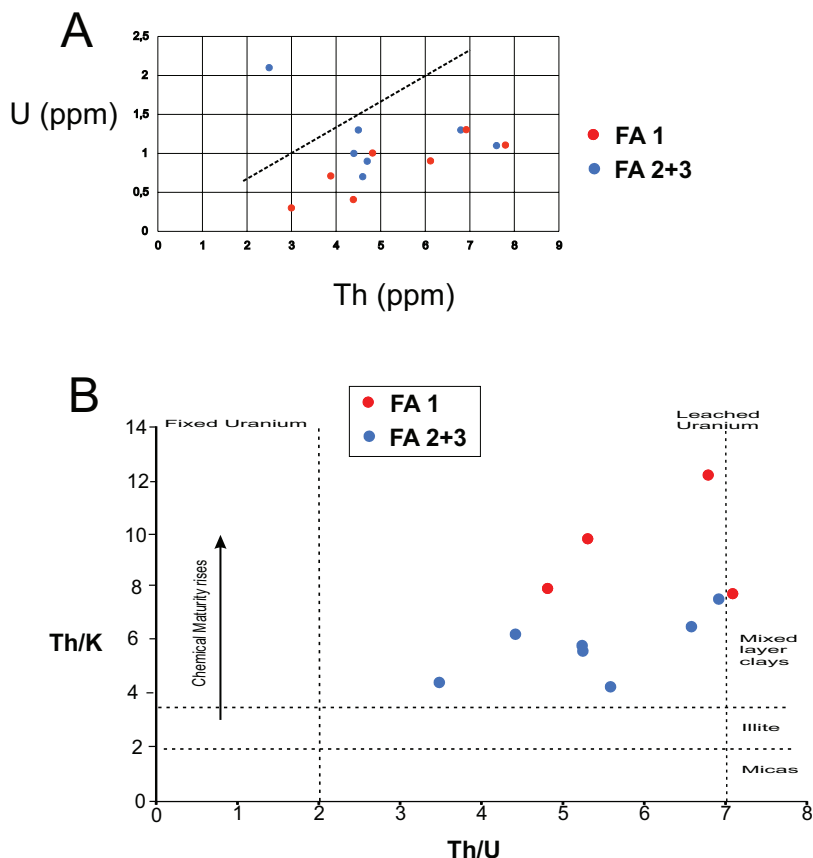 A
2,5
2
1,5
1
0,5
0
U (ppm)
0 1 2 3 4 5 6 7 8 9
Th (ppm)
FA 1
FA 2+3
B
FA 1
FA 2+3
14
12
10
8
6
4
2
0
Th/K
Fixed Uranium
Leached
Uranium
Chemical Maturity rises
Mixed
layer
clays
Illite
Micas
0 1 2 3 4 5 6 7 8
Th/U